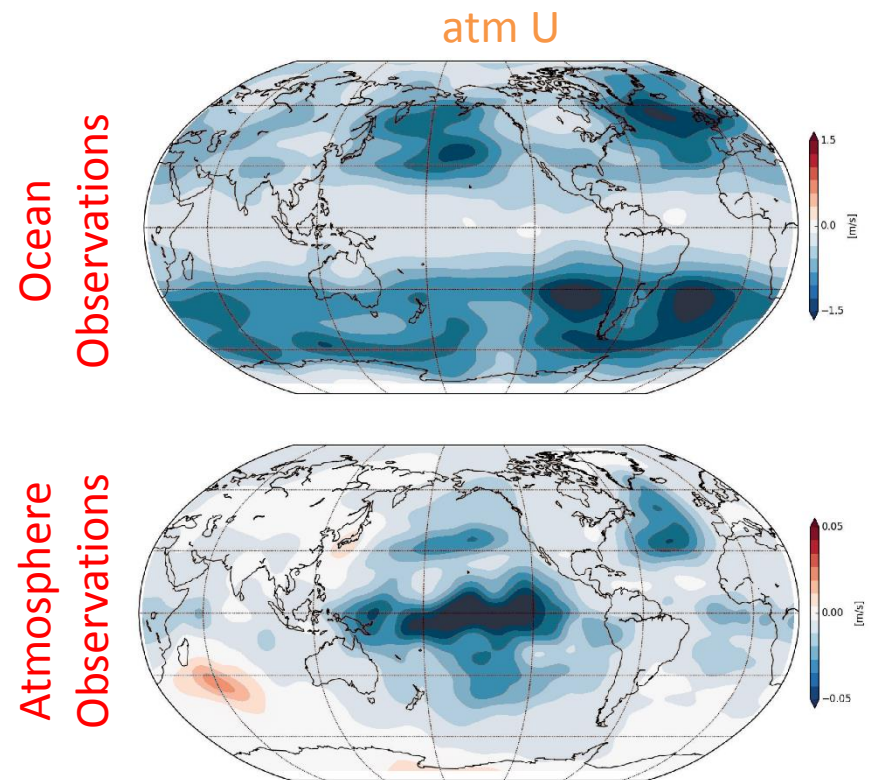 atm U
Ocean
Observations
1.5
0.0
[m/s]
−1.5
Atmosphere
Observations
0.05
0.00
[m/s]
−0.05